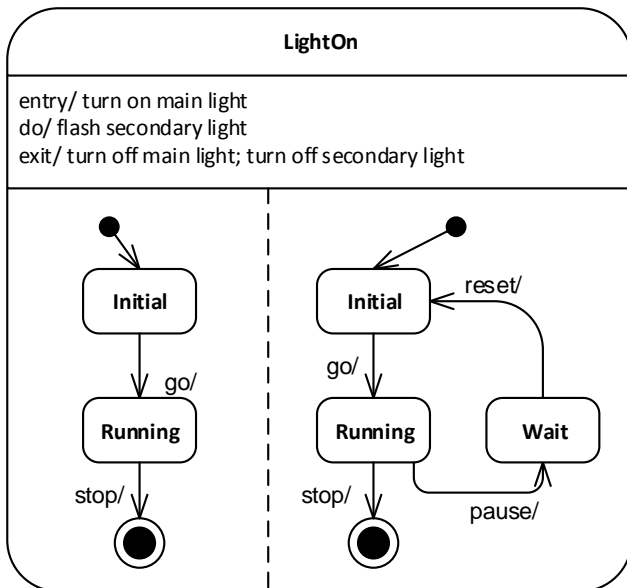 LightOn
entry/ turn on main light
do/ flash secondary light
exit/ turn off main light; turn off secondary light
Initial
go/
Running
stop/
Initial
reset/
go/
Running
Wait
stop/
pause/